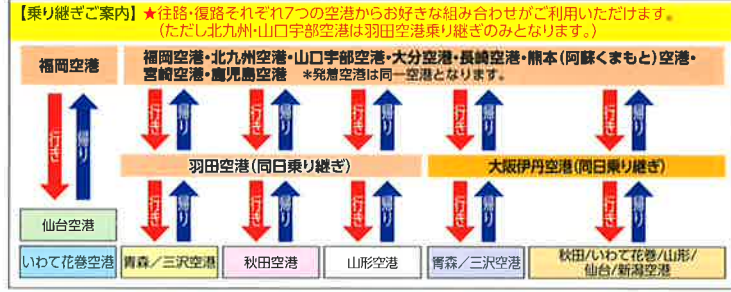 【乗り継ぎご案内】★往路・復路それぞれ7つの空港からお好きな組み合わせがご利用いただけます。
(ただし北九州・山口宇部空港は羽田空港乗り継ぎのみとなります。)
福岡空港
福岡空港・北九州空港・山口宇部空港・大分空港・長崎空港・熊本(阿蘇くまもと)空港・
宮崎空港・鹿児島空港 *発着空港は同一空港となります。
行き 帰り
行き 帰り 行き 帰り 行き 帰り 行き 帰り 行き 帰り
羽田空港(同日乗り継ぎ)
大阪伊丹空港(同日乗り継ぎ)
行き 帰り 行き 帰り 行き 帰り 行き 帰り 行き 帰り
仙台空港
いわて花巻空港
青森/三沢空港
秋田空港
山形空港
青森/三沢空港
秋田/いわて花巻/山形/
仙台/新潟空港